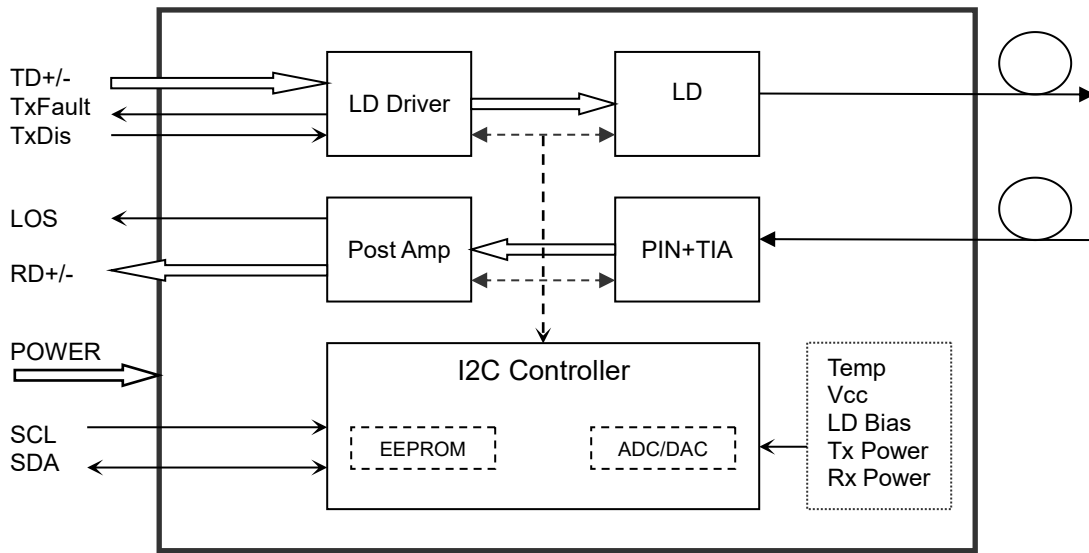 TD+/-
TxFault
TxDis
LD Driver
LD
LOS
RD+/-
Post Amp
PIN+TIA
POWER
I2C Controller
SCL
SDA
EEPROM
ADC/DAC
Temp
Vcc
LD Bias
Tx Power
Rx Power